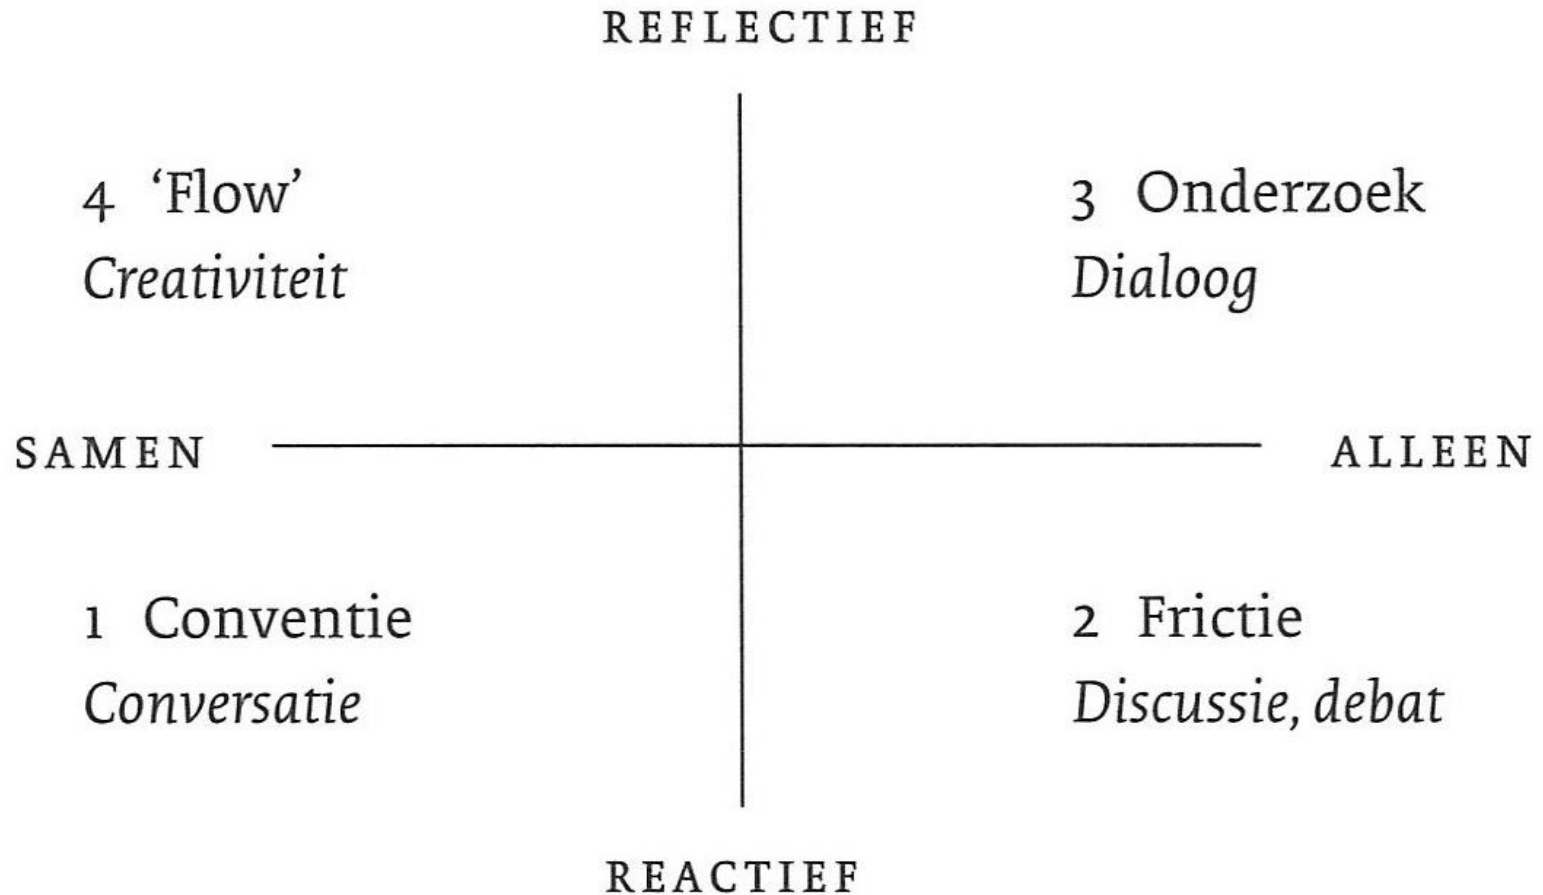 REFLECTIEF
4 ‘Flow’
Creativiteit
3 Onderzoek
Dialoog
SAMEN
ALLEEN
1 Conventie
Conversatie
2 Frictie
Discussie, debat
REACTIEF